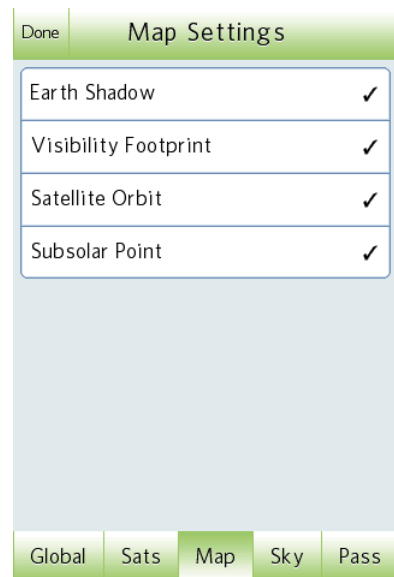 Done Map Settings
Earth Shadow ✓
Visibility Footprint ✓
Satellite Orbit ✓
Subsolar Point ✓
Global Sats Map Sky Pass